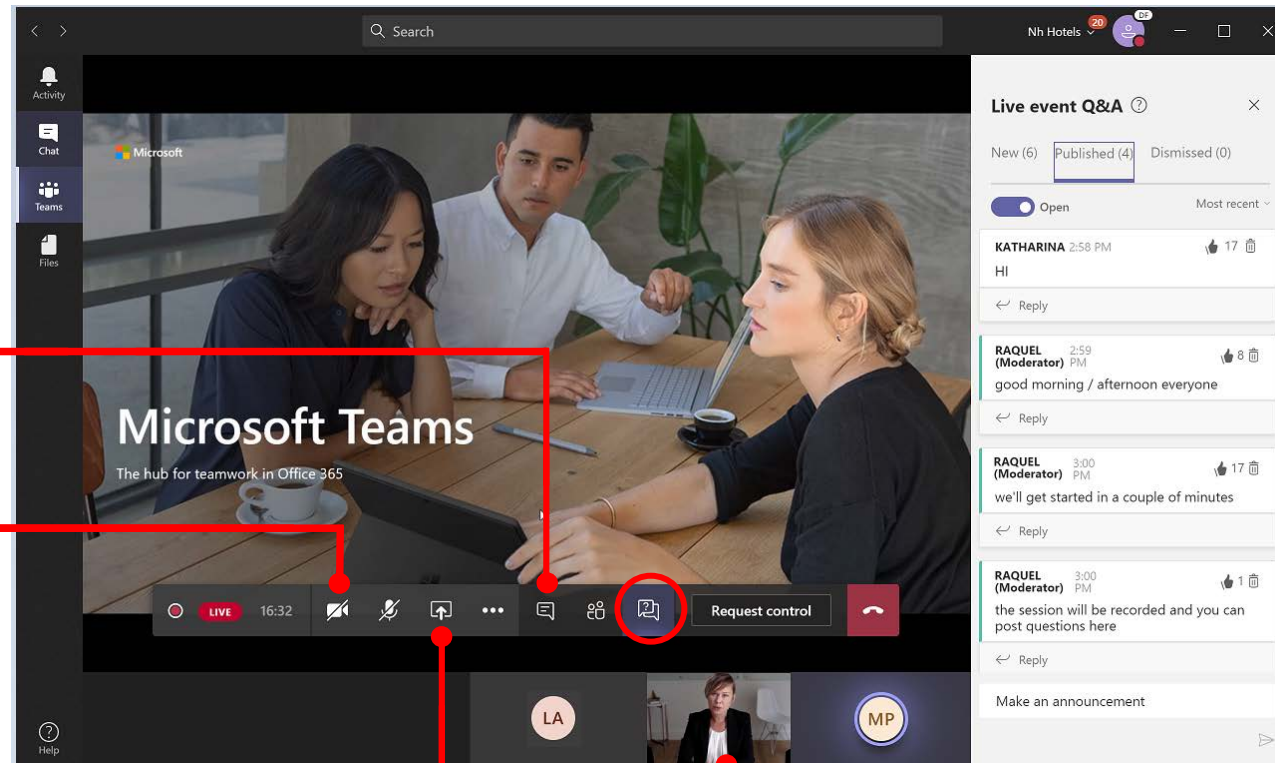 Search
Nh Hotels
20
DF
Activity
Chat
Teams
Files
Help
Microsoft
Microsoft Teams
The hub for teamwork in Office 365
LIVE 16:32
Request control
LA
MP
Live event Q&A
New (6) Published (4) Dismissed (0)
Open Most recent
KATHARINA 2:58 PM 17
HI
Reply
RAQUEL (Moderator) 2:59 PM 8
good morning / afternoon everyone
Reply
RAQUEL (Moderator) 3:00 PM 17
we'll get started in a couple of minutes
Reply
RAQUEL (Moderator) 3:00 PM 1
the session will be recorded and you can
post questions here
Reply
Make an announcement